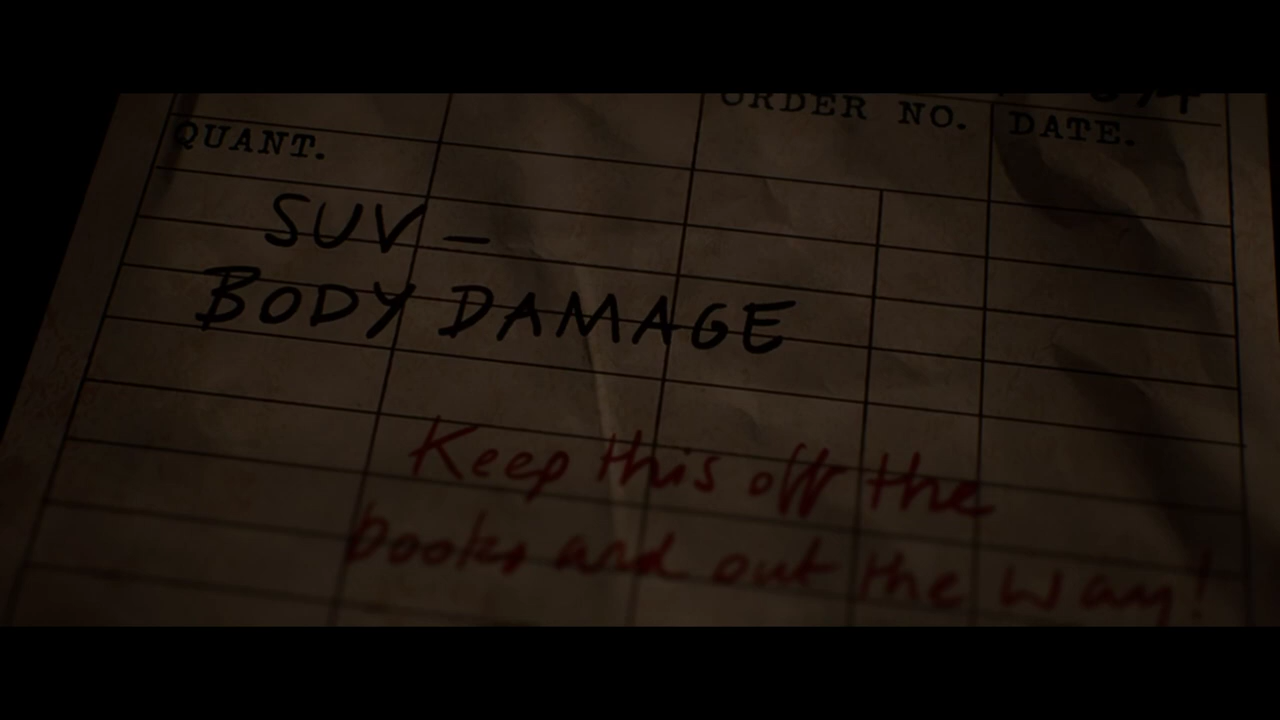 ORDER NO. DATE.
QUANT.
SUV –
BODY DAMAGE
Keep this off the
books and out the way!